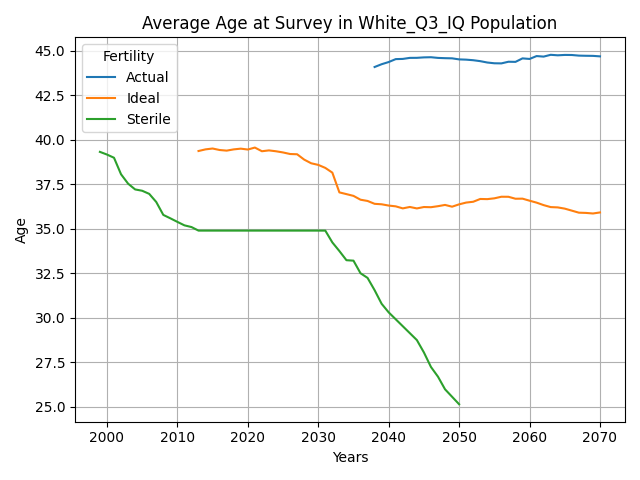 Average Age at Survey in White_Q3_IQ Population
Fertility
Actual
Ideal
Sterile
Age
45.0
42.5
40.0
37.5
35.0
32.5
30.0
27.5
25.0
2000 2010 2020 2030 2040 2050 2060 2070
Years